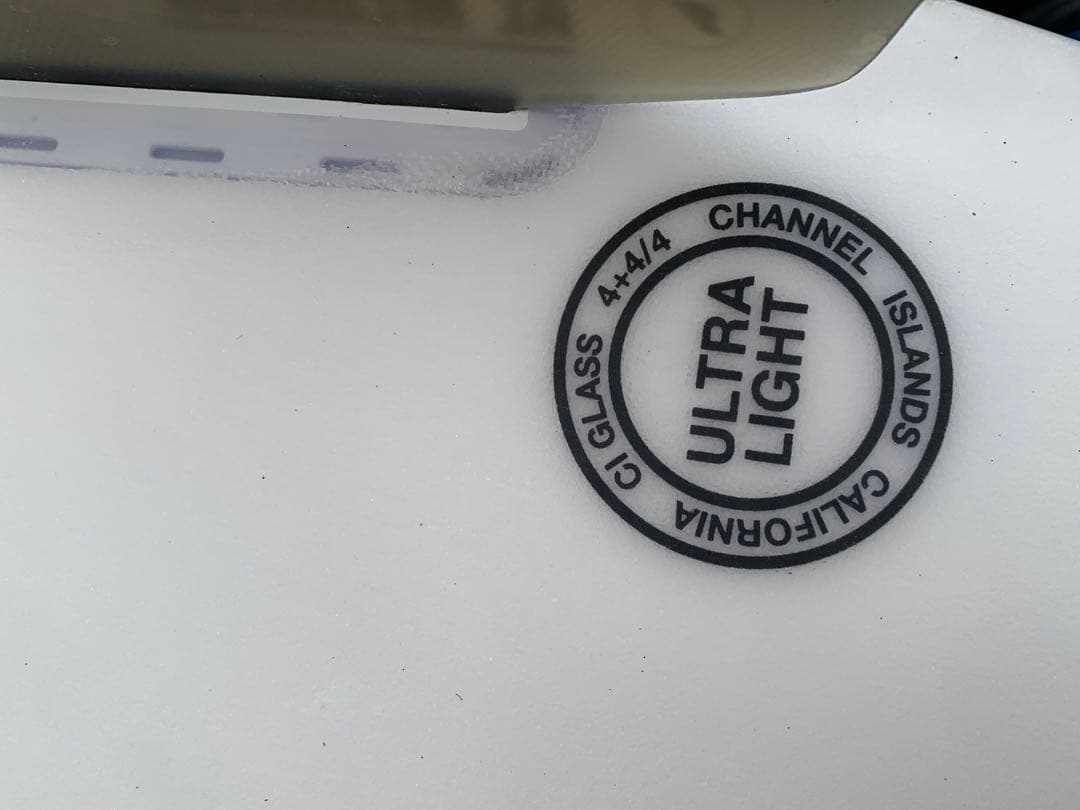 ULTRA
LIGHT
CHANNEL ISLANDS CALIFORNIA CI GLASS 4+4/4